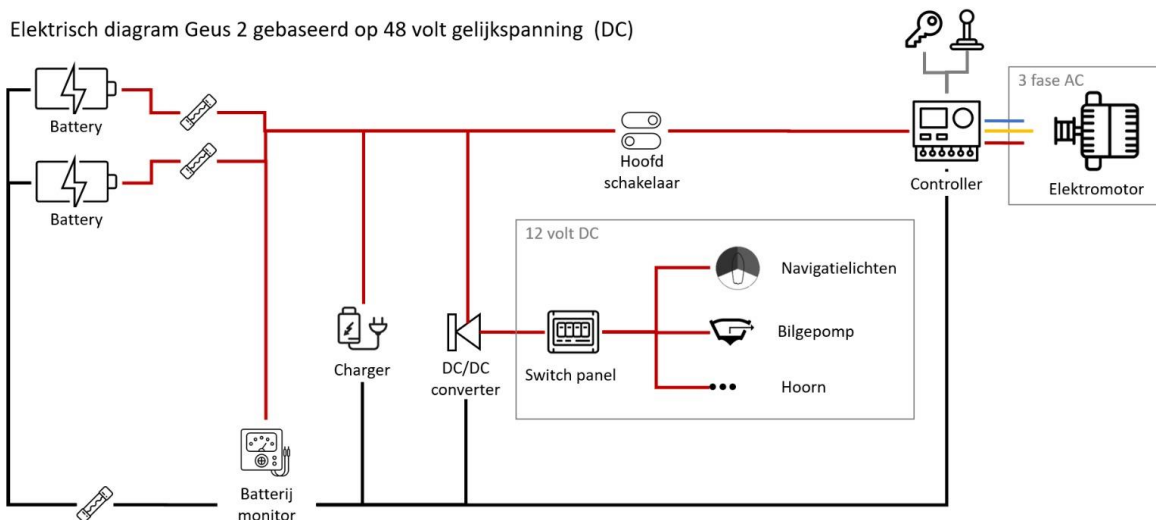 Elektrisch diagram Geus 2 gebaseerd op 48 volt gelijkspanning (DC)
Battery
Battery
Hoofd
schakelaar
Controller
3 fase AC
Elektromotor
12 volt DC
Navigatielichten
Bilgepomp
Hoorn
Switch panel
Charger
DC/DC
converter
Batterij
monitor